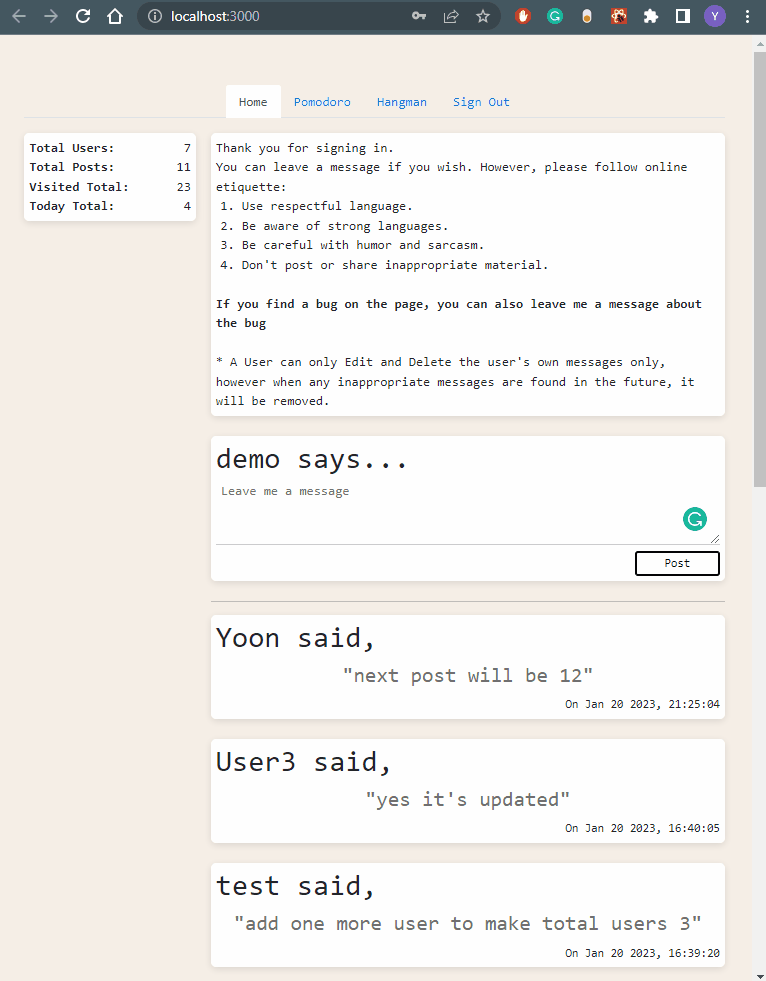 localhost:3000
Y
Home Pomodoro Hangman Sign Out
Total Users: 7
Total Posts: 11
Visited Total: 23
Today Total: 4
Thank you for signing in.
You can leave a message if you wish. However, please follow online
etiquette:
1. Use respectful language.
2. Be aware of strong languages.
3. Be careful with humor and sarcasm.
4. Don't post or share inappropriate material.
If you find a bug on the page, you can also leave me a message about
the bug
* A User can only Edit and Delete the user's own messages only,
however when any inappropriate messages are found in the future, it
will be removed.
demo says...
Leave me a message
Post
Yoon said,
"next post will be 12"
On Jan 20 2023, 21:25:04
User3 said,
"yes it's updated"
On Jan 20 2023, 16:40:05
test said,
"add one more user to make total users 3"
On Jan 20 2023, 16:39:20